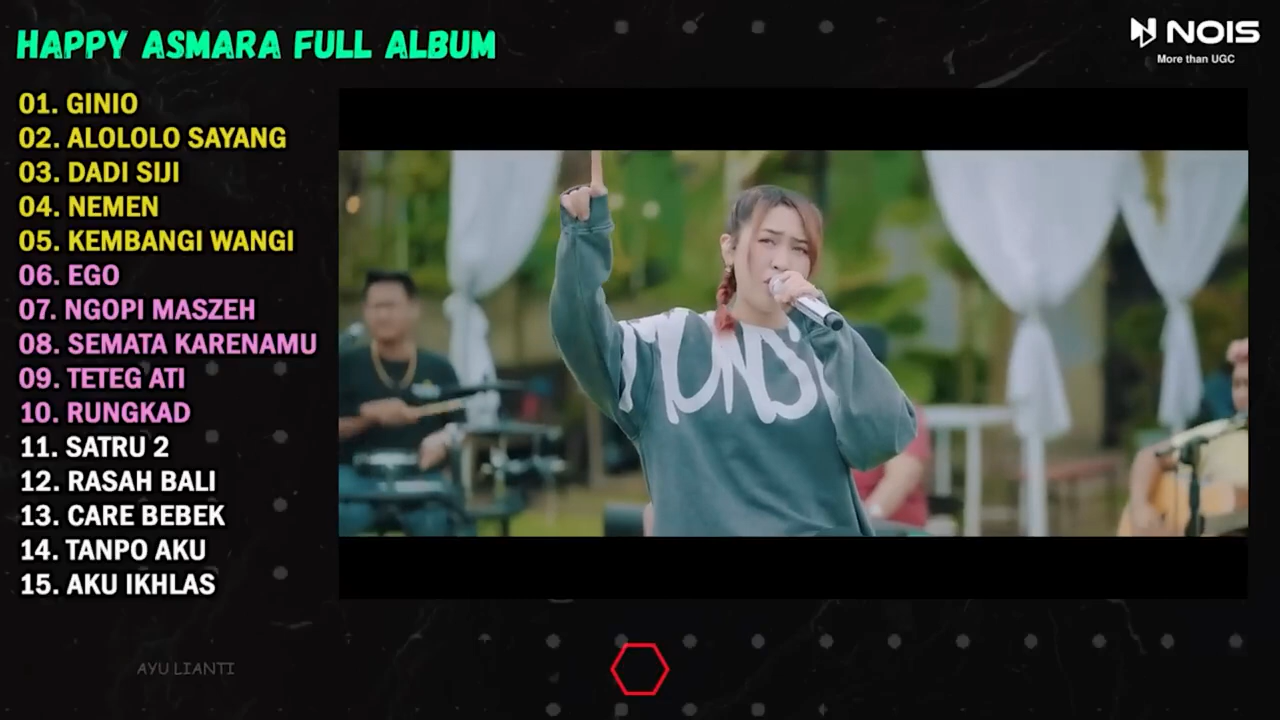 HAPPY ASMARA FULL ALBUM
NOIS
More than UGC
01. GINIO
02. ALOLOLO SAYANG
03. DADI SIJI
04. NEMEN
05. KEMBANGI WANGI
06. EGO
07. NGOPI MASZEH
08. SEMATA KARENAMU
09. TETEG ATI
10. RUNGKAD
11. SATRU 2
12. RASAH BALI
13. CARE BEBEK
14. TANPO AKU
15. AKU IKHLAS
AYU LIANTI